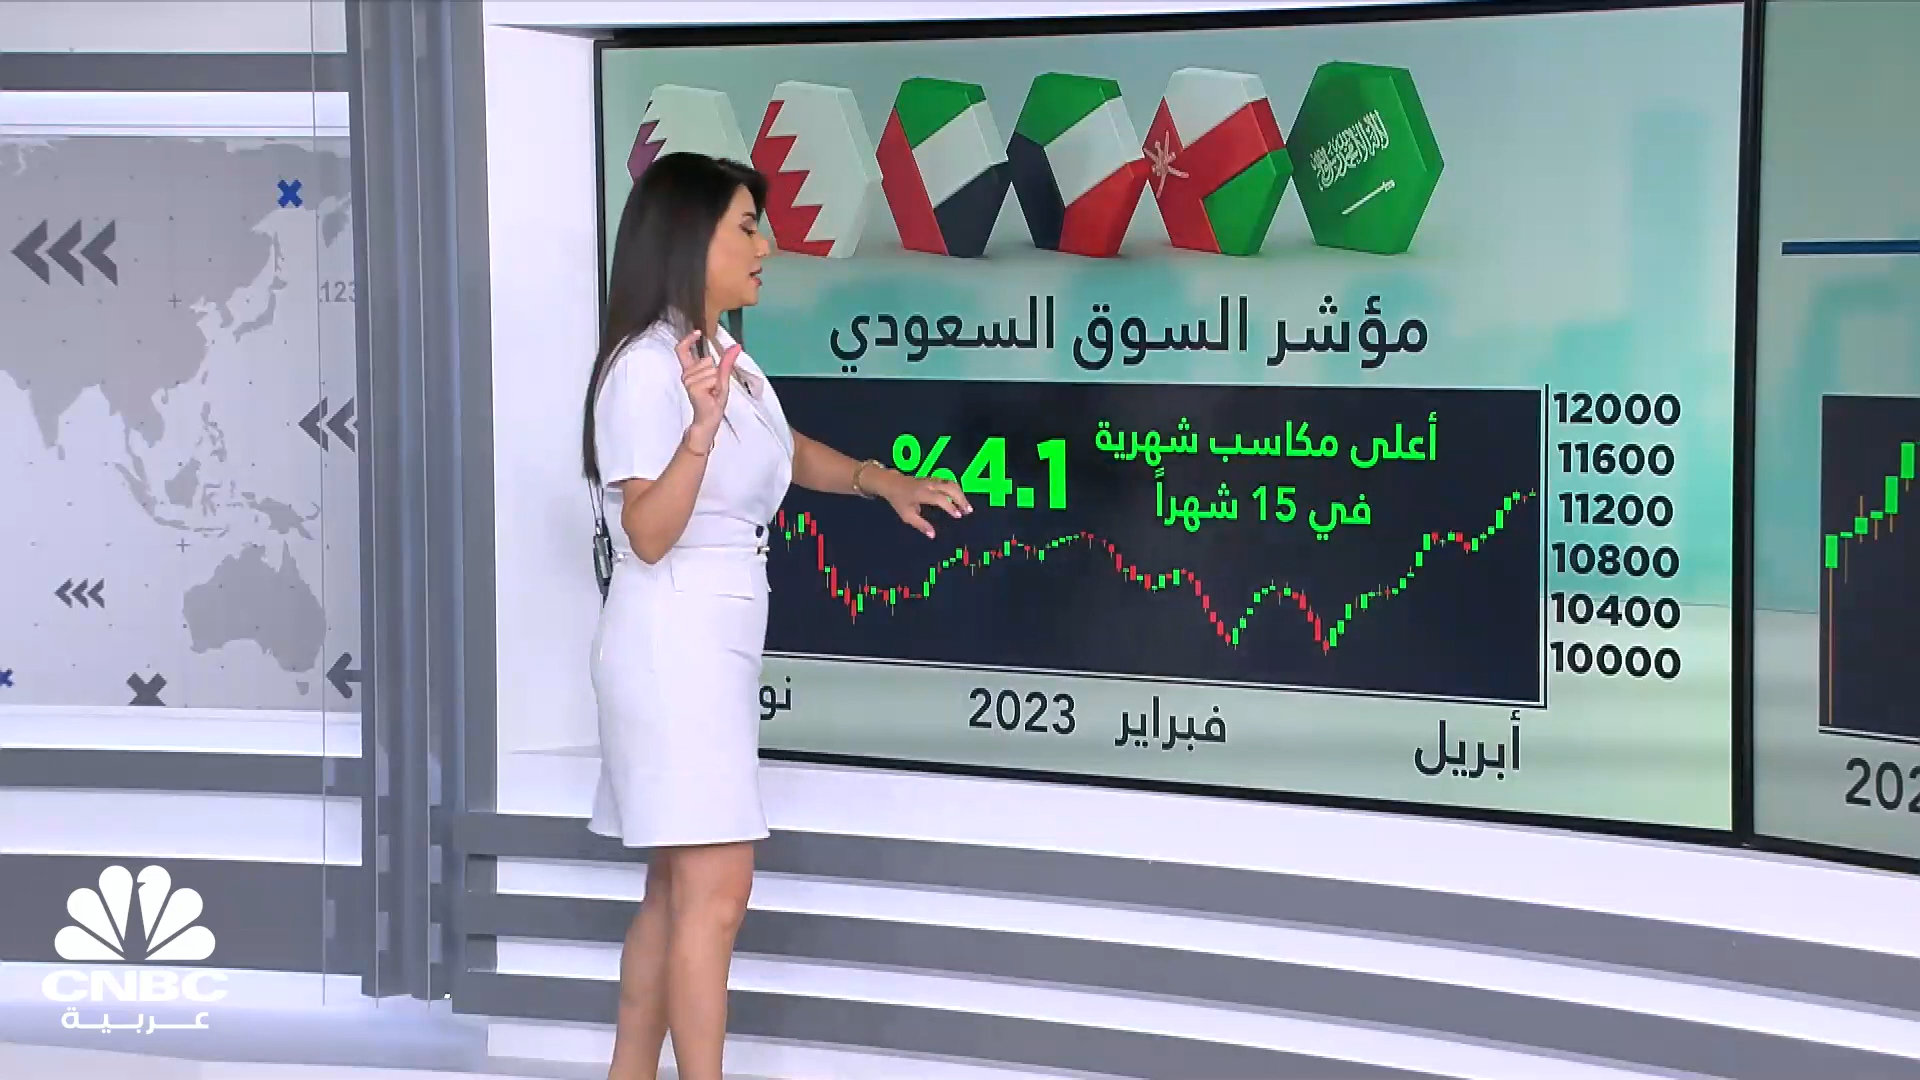 مؤشر السوق السعودي
أعلى مكاسب شهرية
في 15 شهراً
%4.1
12000
11600
11200
10800
10400
10000
فبراير 2023
أبريل
123
CNBC
عربية